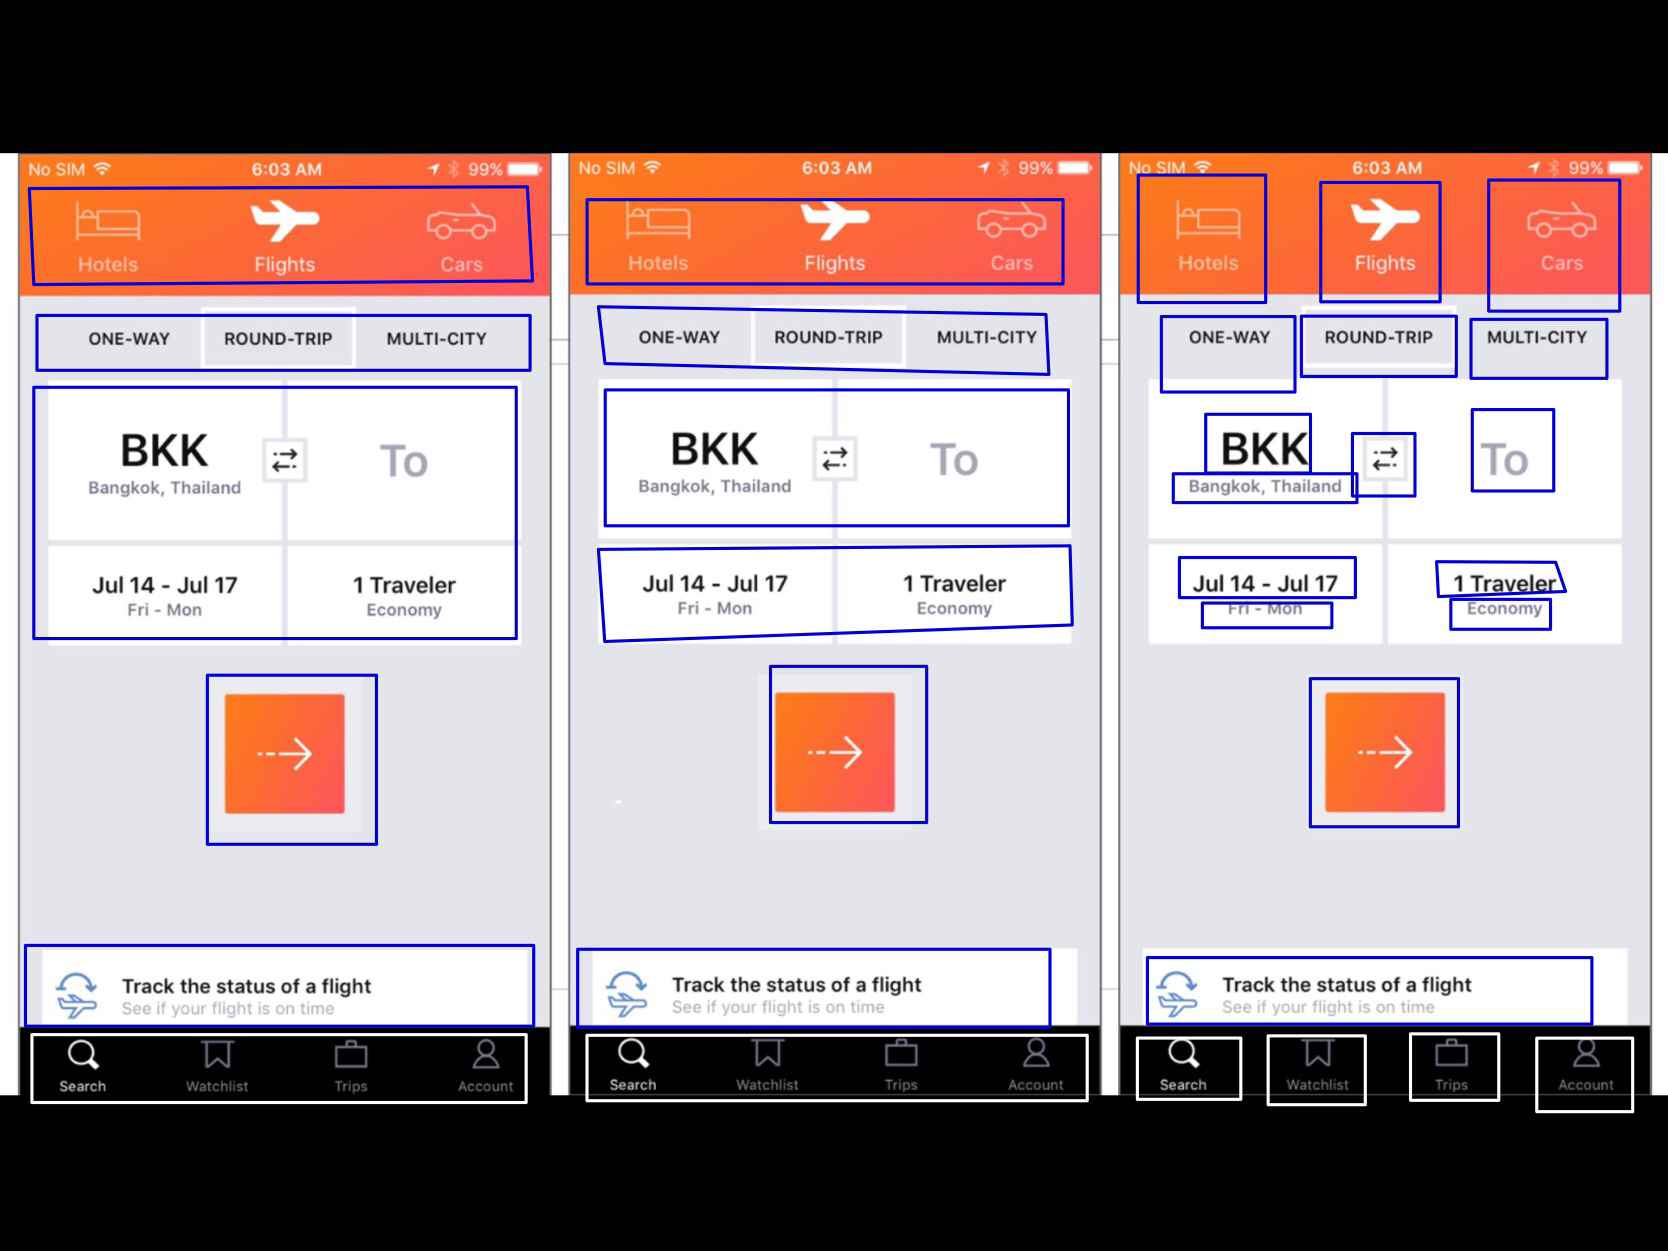 No SIM 6:03 AM 99%
Hotels Flights Cars
ONE-WAY ROUND-TRIP MULTI-CITY
BKK To
Bangkok, Thailand
Jul 14 - Jul 17 1 Traveler
Fri - Mon Economy
Track the status of a flight
See if your flight is on time
Search Watchlist Trips Account
No SIM 6:03 AM 99%
Hotels Flights Cars
ONE-WAY ROUND-TRIP MULTI-CITY
BKK To
Bangkok, Thailand
Jul 14 - Jul 17 1 Traveler
Fri - Mon Economy
Track the status of a flight
See if your flight is on time
Search Watchlist Trips Account
No SIM 6:03 AM 99%
Hotels Flights Cars
ONE-WAY ROUND-TRIP MULTI-CITY
BKK To
Bangkok, Thailand
Jul 14 - Jul 17 1 Traveler
Fri - Mon Economy
Track the status of a flight
See if your flight is on time
Search Watchlist Trips Account